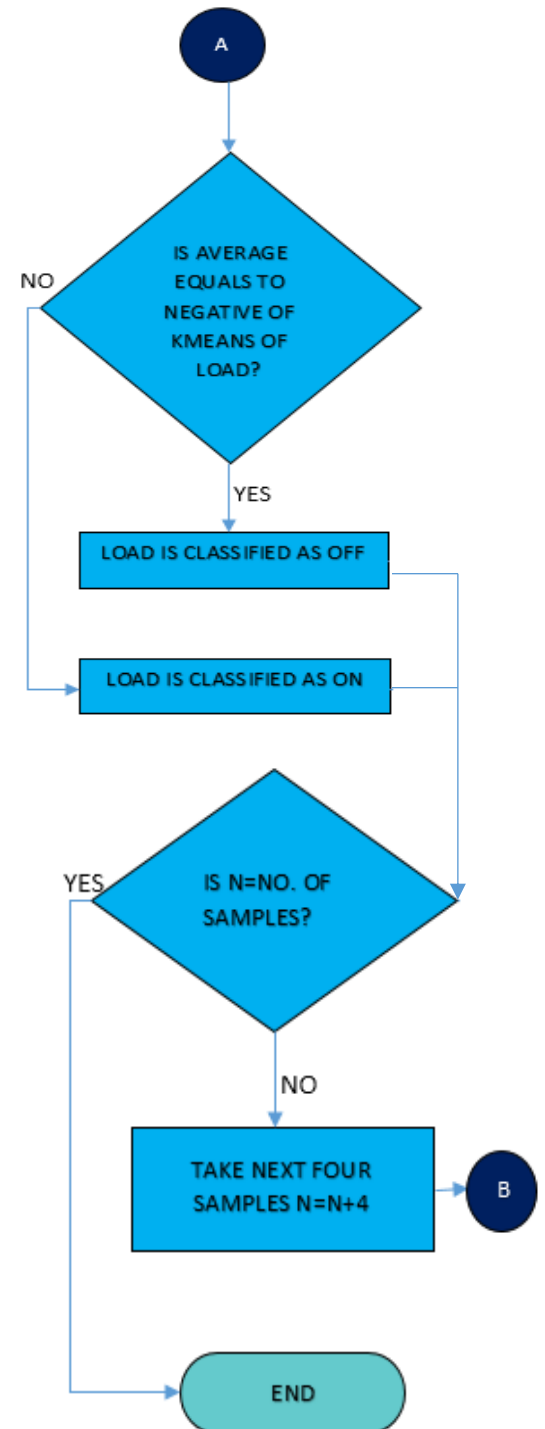 A
IS AVERAGE
EQUALS TO
NEGATIVE OF
KMEANS OF
LOAD?
NO
YES
LOAD IS CLASSIFIED AS OFF
LOAD IS CLASSIFIED AS ON
YES
IS N=NO. OF
SAMPLES?
NO
TAKE NEXT FOUR
SAMPLES N=N+4
B
END